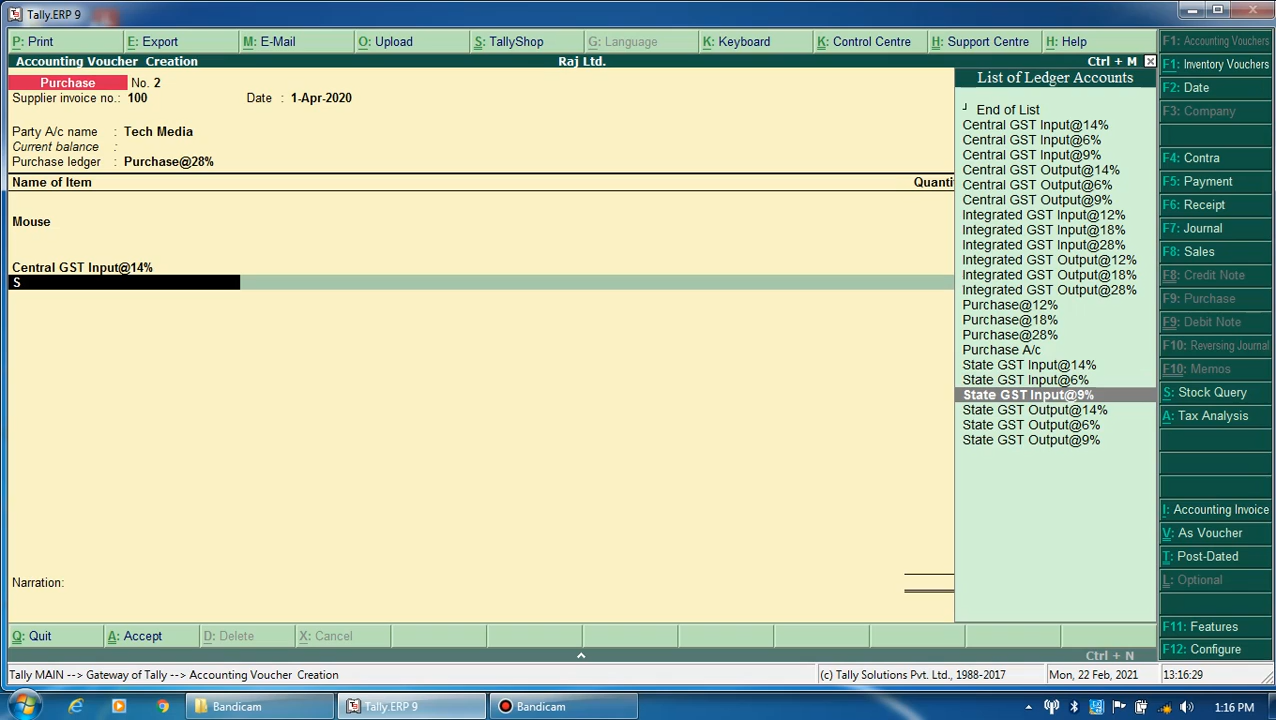 Tally.ERP 9
P: Print
E: Export
M: E-Mail
O: Upload
S: TallyShop
G: Language
K: Keyboard
K: Control Centre
H: Support Centre
H: Help
Accounting Voucher Creation
Raj Ltd.
Ctrl + M
Purchase
No. 2
Supplier invoice no.: 100
Date : 1-Apr-2020
Party A/c name : Tech Media
Current balance :
Purchase ledger : Purchase@28%
Name of Item
Quanti
Mouse
Central GST Input@14%
S
Narration:
List of Ledger Accounts
End of List
Central GST Input@14%
Central GST Input@6%
Central GST Input@9%
Central GST Output@14%
Central GST Output@6%
Central GST Output@9%
Integrated GST Input@12%
Integrated GST Input@18%
Integrated GST Input@28%
Integrated GST Output@12%
Integrated GST Output@18%
Integrated GST Output@28%
Purchase@12%
Purchase@18%
Purchase@28%
Purchase A/c
State GST Input@14%
State GST Input@6%
State GST Input@9%
State GST Output@14%
State GST Output@6%
State GST Output@9%
F1: Accounting Vouchers
F1: Inventory Vouchers
F2: Date
F3: Company
F4: Contra
F5: Payment
F6: Receipt
F7: Journal
F8: Sales
F8: Credit Note
F9: Purchase
F9: Debit Note
F10: Reversing Journal
F10: Memos
S: Stock Query
A: Tax Analysis
I: Accounting Invoice
V: As Voucher
T: Post-Dated
L: Optional
F11: Features
F12: Configure
Q: Quit
A: Accept
D: Delete
X: Cancel
Ctrl + N
Tally MAIN --> Gateway of Tally --> Accounting Voucher Creation
(c) Tally Solutions Pvt. Ltd., 1988-2017
Mon, 22 Feb, 2021
13:16:29
Bandicam
Tally.ERP 9
Bandicam
1:16 PM